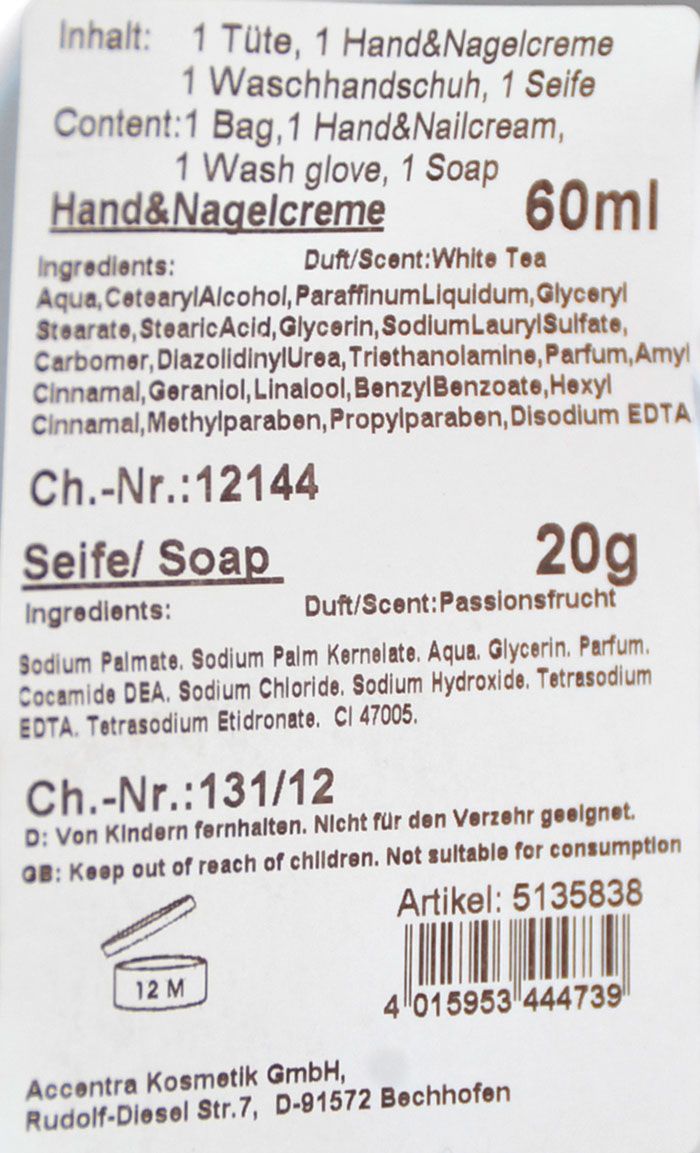 Inhalt: 1 Tüte, 1 Hand&Nagelcreme
1 Waschhandschuh, 1 Seife
Content:1 Bag,1 Hand&Nailcream,
1 Wash glove, 1 Soap
Hand&Nagelcreme 60ml
Ingredients: Duft/Scent:White Tea
Aqua,CetearylAlcohol,ParaffinumLiquidum,Glyceryl
Stearate,StearicAcid,Glycerin,SodiumLaurylSulfate,
Carbomer,DiazolidinylUrea,Triethanolamine,Parfum,Amyl
Cinnamal,Geraniol,Linalool,BenzylBenzoate,Hexyl
Cinnamal,Methylparaben,Propylparaben,Disodium EDTA
Ch.-Nr.:12144
Seife/ Soap 20g
Ingredients: Duft/Scent:Passionsfrucht
Sodium Palmate. Sodium Palm Kernelate. Aqua. Glycerin. Parfum.
Cocamide DEA. Sodium Chloride. Sodium Hydroxide. Tetrasodium
EDTA. Tetrasodium Etidronate. CI 47005.
Ch.-Nr.:131/12
D: Von Kindern fernhalten. Nicht für den Verzehr geeignet.
GB: Keep out of reach of children. Not suitable for consumption
Artikel: 5135838
12 M
4 015953 444739
Accentra Kosmetik GmbH,
Rudolf-Diesel Str.7, D-91572 Bechhofen